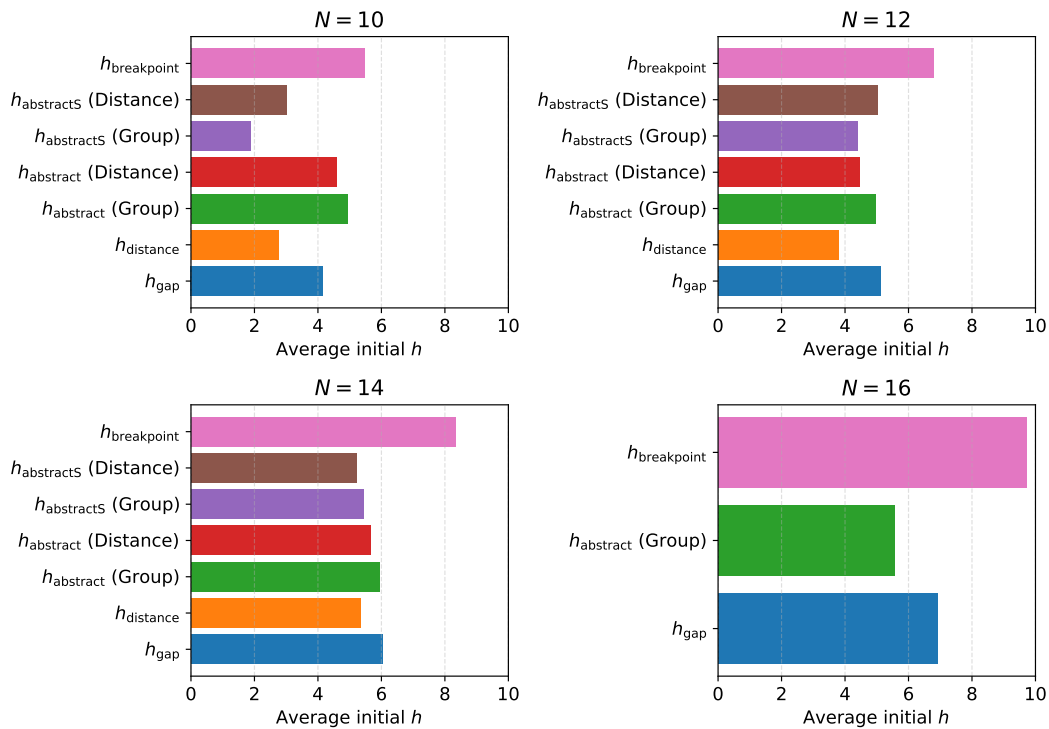 N = 10
h_breakpoint
h_abstractS (Distance)
h_abstractS (Group)
h_abstract (Distance)
h_abstract (Group)
h_distance
h_gap
0 2 4 6 8 10
Average initial h
N = 12
h_breakpoint
h_abstractS (Distance)
h_abstractS (Group)
h_abstract (Distance)
h_abstract (Group)
h_distance
h_gap
0 2 4 6 8 10
Average initial h
N = 14
h_breakpoint
h_abstractS (Distance)
h_abstractS (Group)
h_abstract (Distance)
h_abstract (Group)
h_distance
h_gap
0 2 4 6 8 10
Average initial h
N = 16
h_breakpoint
h_abstract (Group)
h_gap
0 2 4 6 8 10
Average initial h